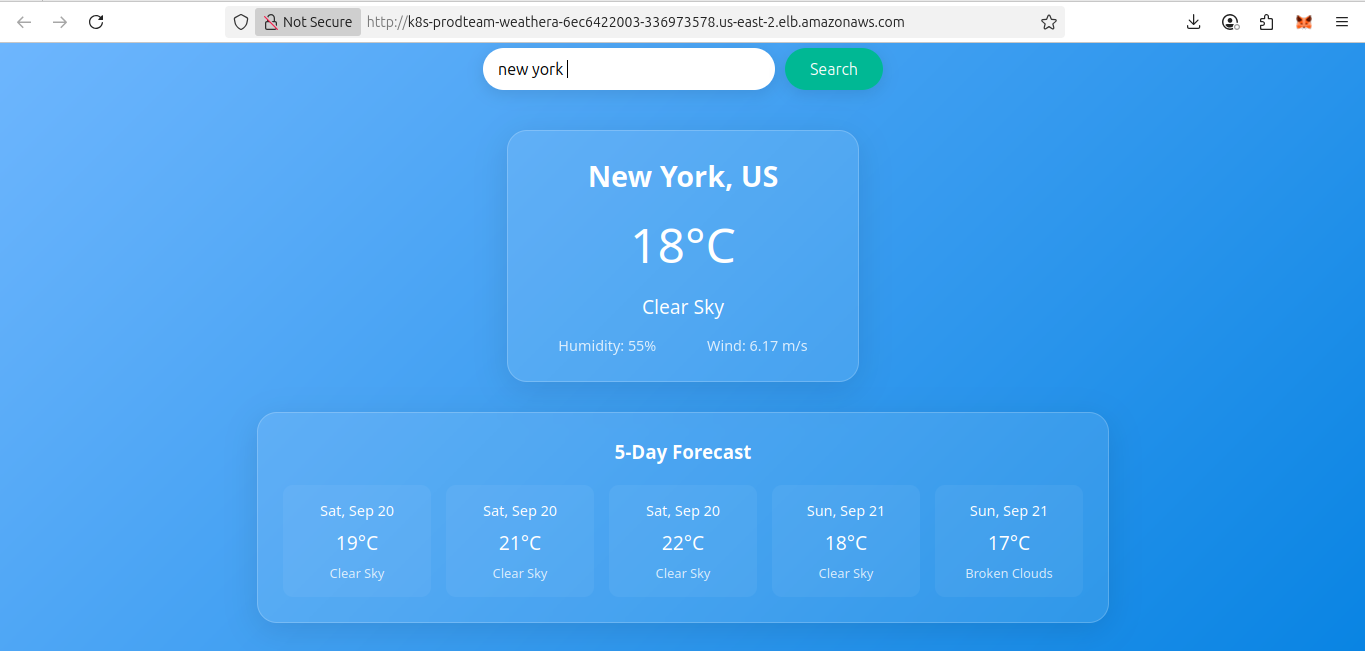 Not Secure http://k8s-prodteam-weathera-6ec6422003-336973578.us-east-2.elb.amazonaws.com
new york Search
New York, US
18°C
Clear Sky
Humidity: 55% Wind: 6.17 m/s
5-Day Forecast
Sat, Sep 20 Sat, Sep 20 Sat, Sep 20 Sun, Sep 21 Sun, Sep 21
19°C 21°C 22°C 18°C 17°C
Clear Sky Clear Sky Clear Sky Clear Sky Broken Clouds